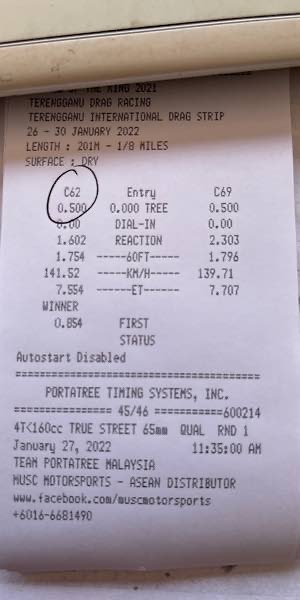 THE KING 2021
TERENGGANU DRAG RACING
TERENGGANU INTERNATIONAL DRAG STRIP
26 - 30 JANUARY 2022
LENGTH : 201M - 1/8 MILES
SURFACE : DRY
C62 Entry C69
0.500 0.000 TREE 0.500
0.00 DIAL-IN 0.00
1.602 REACTION 2.303
1.754 -----60FT----- 1.796
141.52 -----KM/H----- 139.71
7.554 ------ET------ 7.707
WINNER
0.854 FIRST
STATUS
Autostart Disabled
========================================
PORTATREE TIMING SYSTEMS, INC.
================ 45/46 ===========600214
4T<160cc TRUE STREET 65mm QUAL RND 1
January 27, 2022 11:35:00 AM
TEAM PORTATREE MALAYSIA
MUSC MOTORSPORTS - ASEAN DISTRIBUTOR
www.facebook.com/muscmotorsports
+6016-6681490